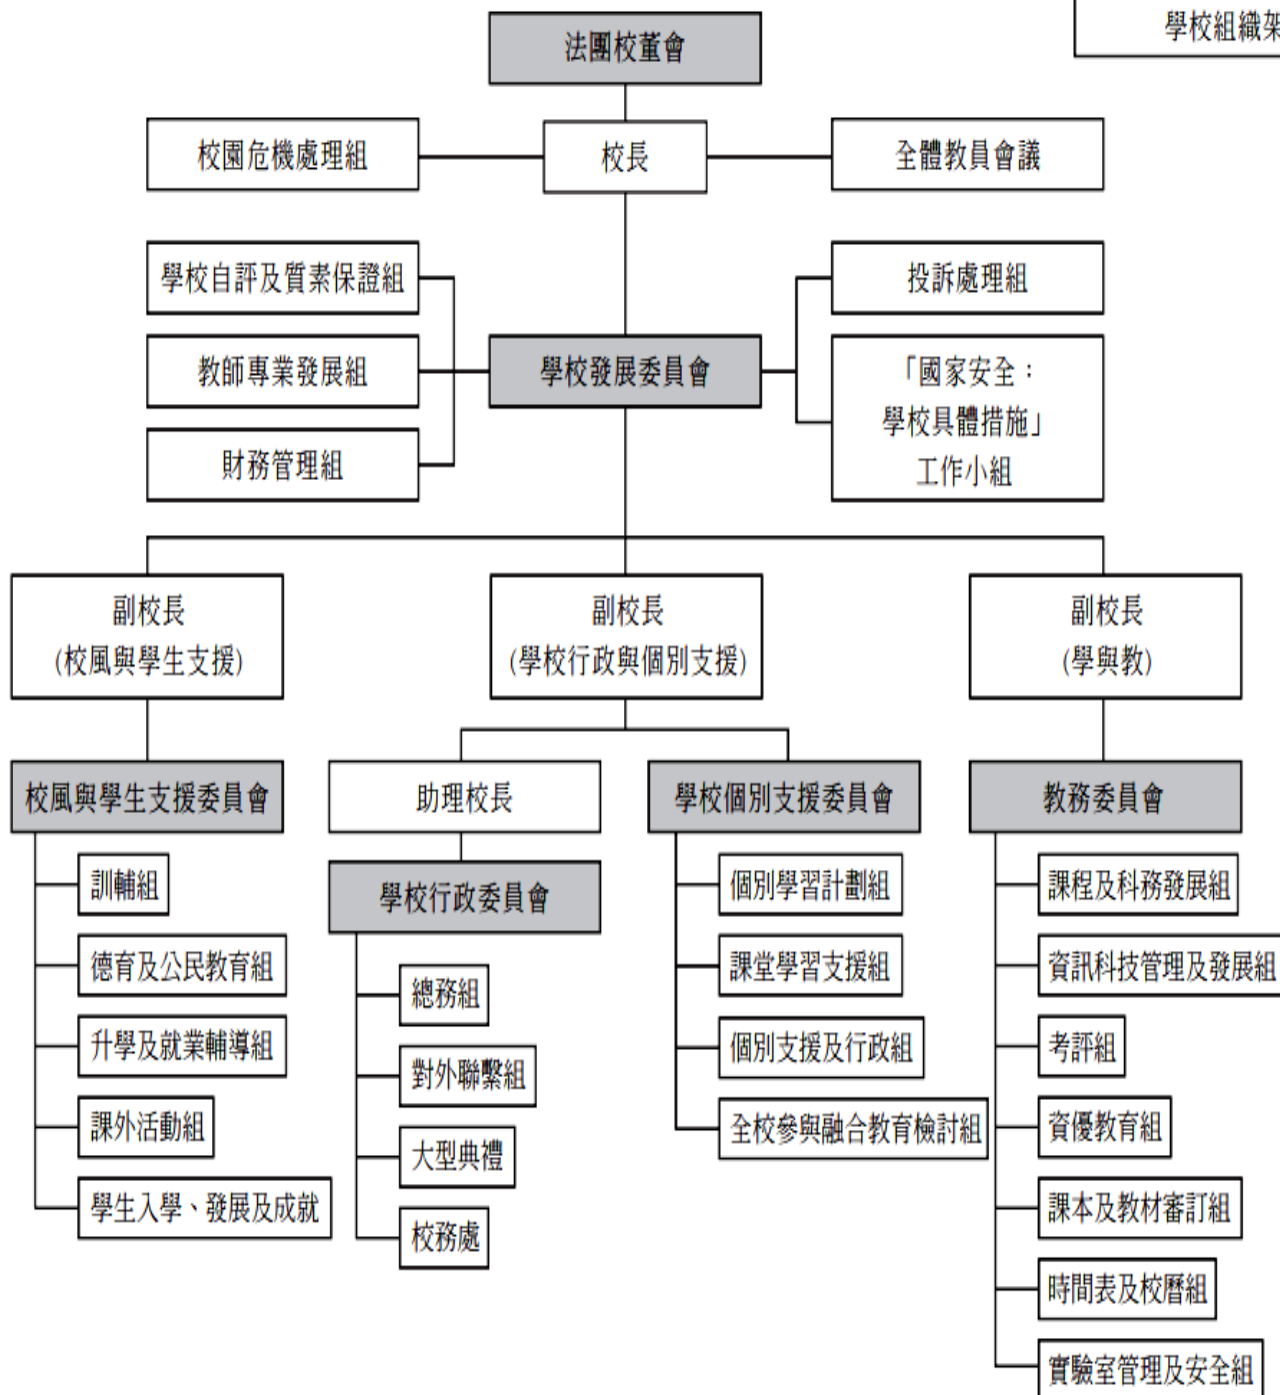 學校組織架
法團校董會
校園危機處理組
校長
全體教員會議
學校自評及質素保證組
投訴處理組
教師專業發展組
學校發展委員會
「國家安全：
學校具體措施」
工作小組
財務管理組
副校長
(校風與學生支援)
副校長
(學校行政與個別支援)
副校長
(學與教)
校風與學生支援委員會
訓輔組
德育及公民教育組
升學及就業輔導組
課外活動組
學生入學、發展及成就
助理校長
學校行政委員會
總務組
對外聯繫組
大型典禮
校務處
學校個別支援委員會
個別學習計劃組
課堂學習支援組
個別支援及行政組
全校參與融合教育檢討組
教務委員會
課程及科務發展組
資訊科技管理及發展組
考評組
資優教育組
課本及教材審訂組
時間表及校曆組
實驗室管理及安全組